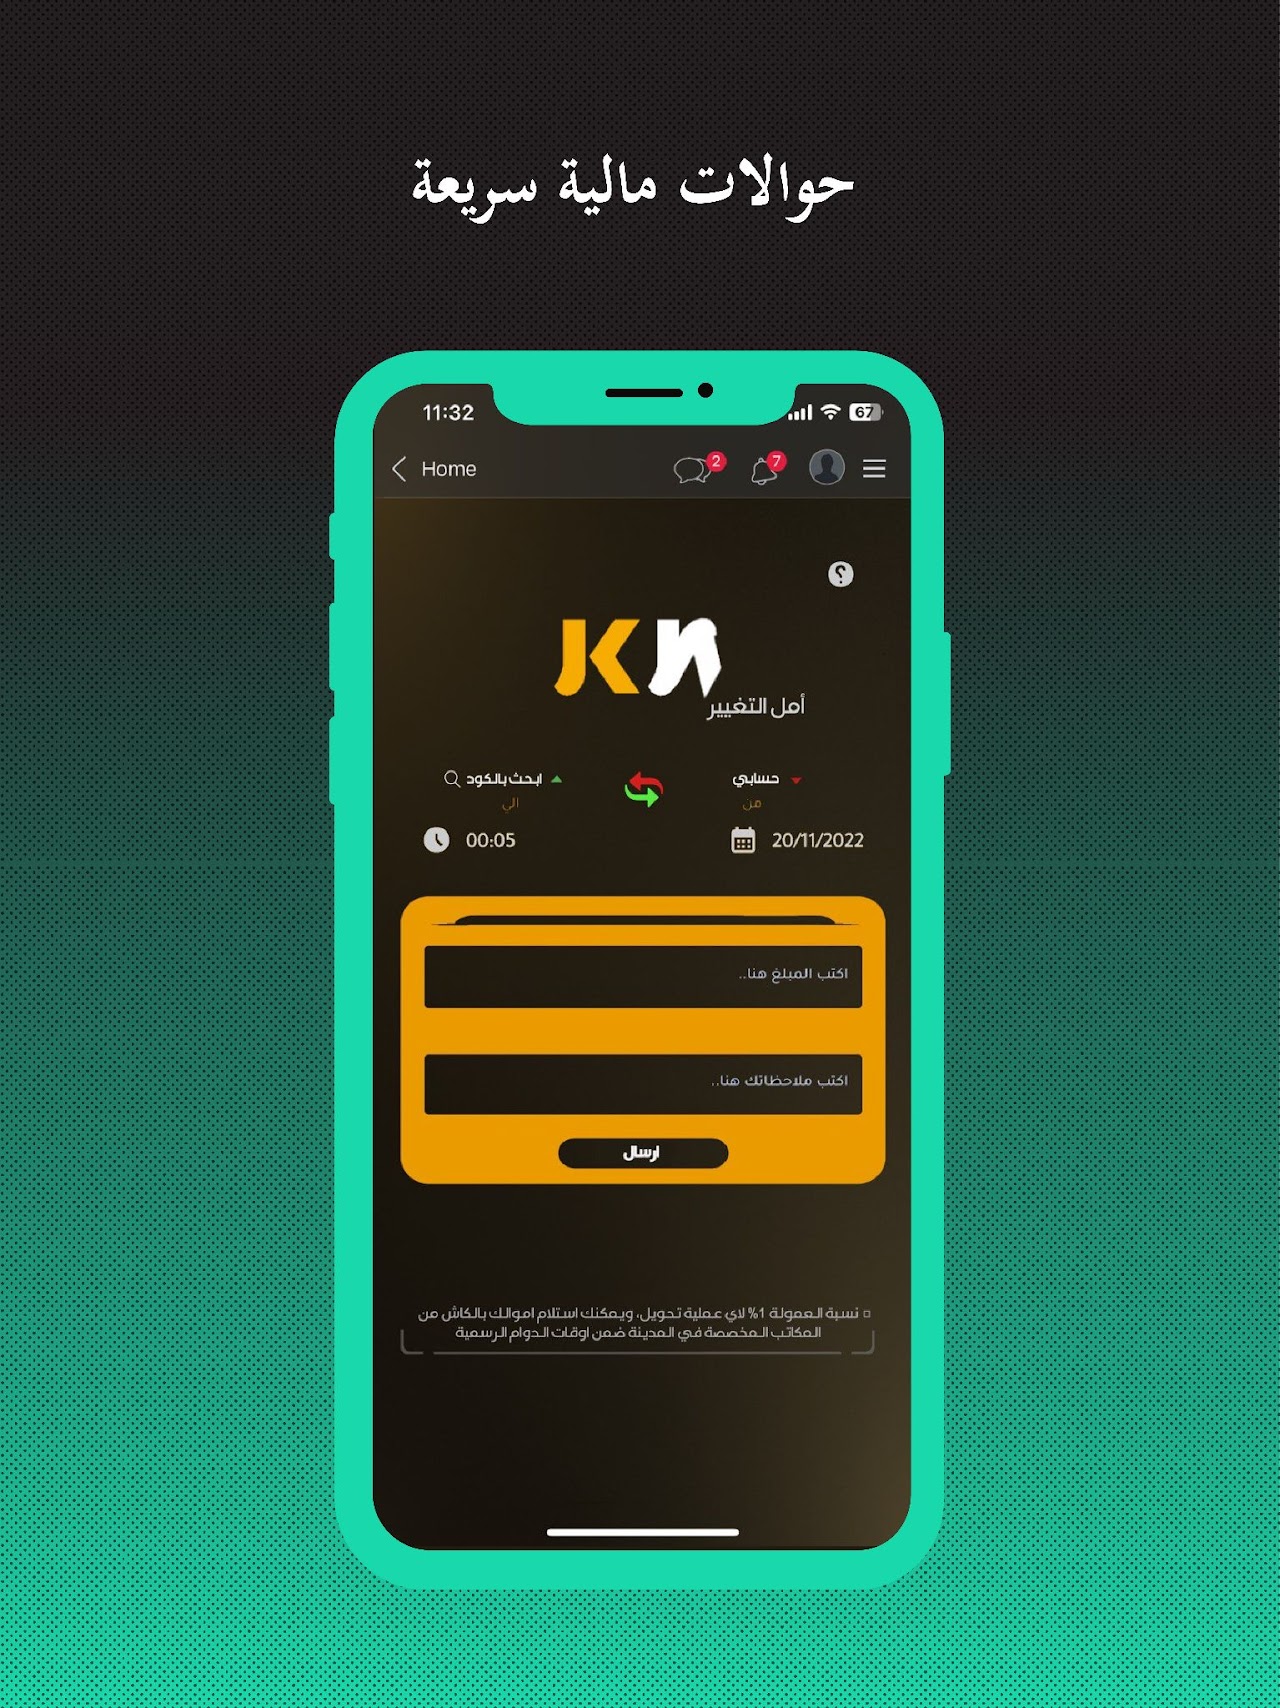 حوالات مالية سريعة
11:32
67
Home
2
7
؟
KN
أمل التغيير
حسابي
ابحث بالكود
من
الي
20/11/2022
00:05
اكتب المبلغ هنا..
اكتب ملاحظاتك هنا..
ارسال
نسبة العمولة 1% لاي عملية تحويل، ويمكنك استلام اموالك بالكاش من
المكاتب المخصصة في المدينة ضمن اوقات الدوام الرسمية